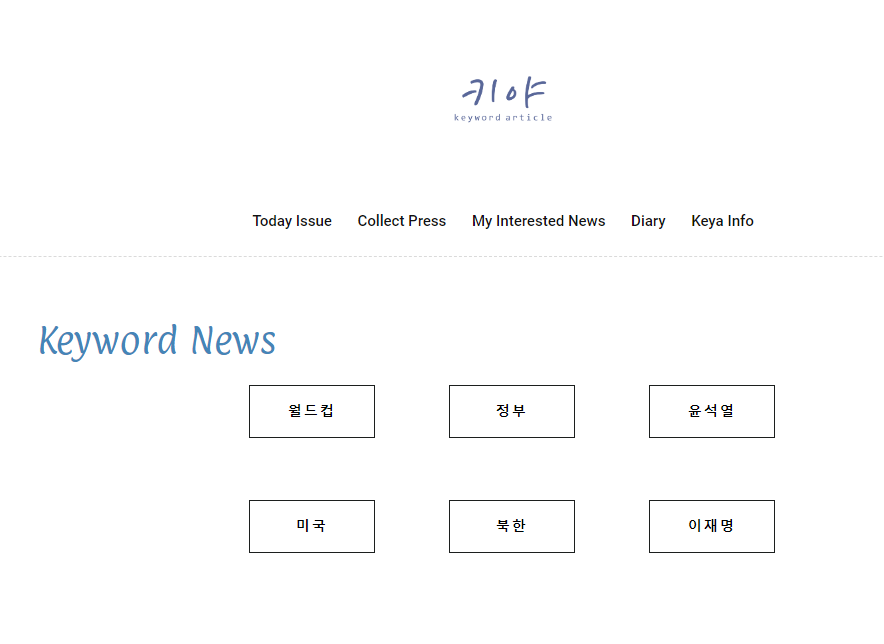 키야
keyword article
Today Issue Collect Press My Interested News Diary Keya Info
Keyword News
월드컵 정부 윤석열
미국 북한 이재명